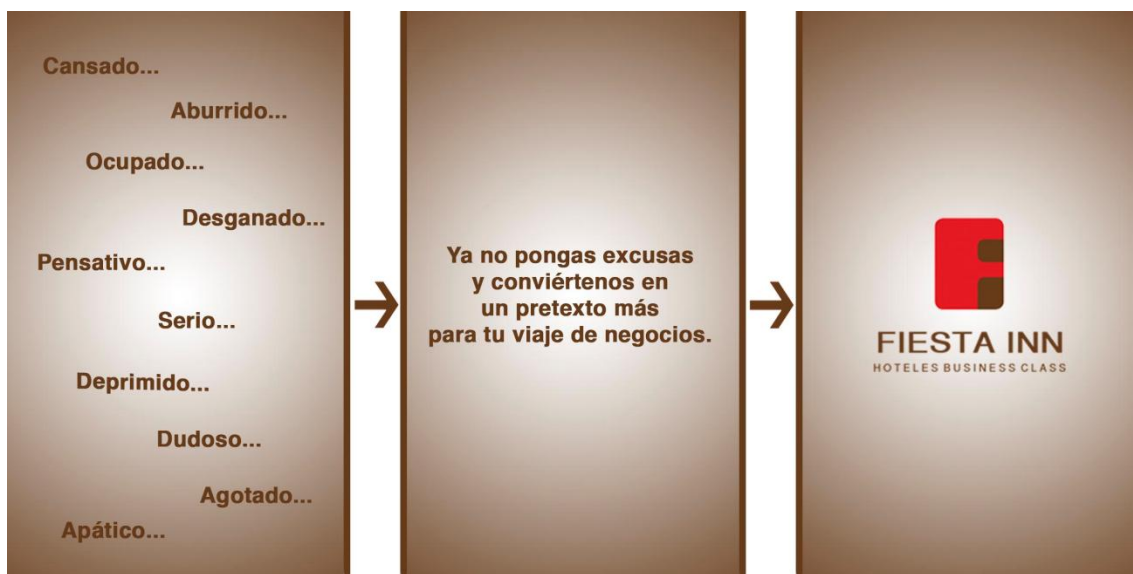 Cansado...
Aburrido...
Ocupado...
Desganado...
Pensativo...
Serio...
Deprimido...
Dudoso...
Agotado...
Apático...
Ya no pongas excusas
y conviértenos en
un pretexto más
para tu viaje de negocios.
FIESTA INN
HOTELES BUSINESS CLASS